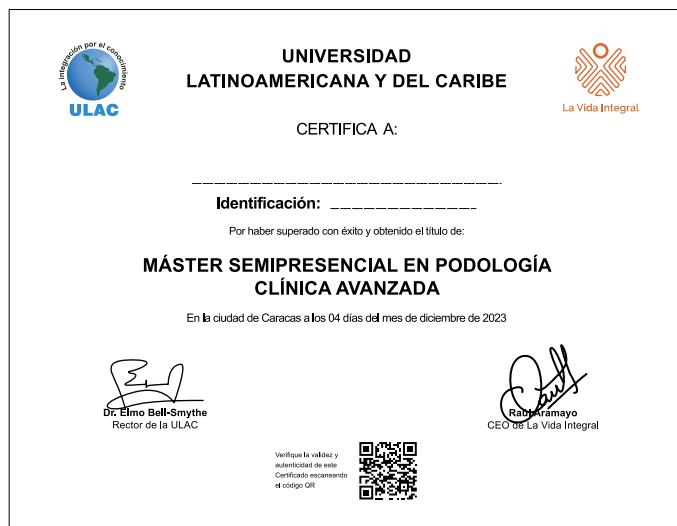 La integración por el conocimiento
ULAC
UNIVERSIDAD
LATINOAMERICANA Y DEL CARIBE
La Vida Integral
CERTIFICA A:
Identificación:
Por haber superado con éxito y obtenido el título de:
MÁSTER SEMIPRESENCIAL EN PODOLOGÍA
CLÍNICA AVANZADA
En la ciudad de Caracas a los 04 días del mes de diciembre de 2023
Dr. Elmo Bell-Smythe
Rector de la ULAC
Raúl Aramayo
CEO de La Vida Integral
Verifique la validez y
autenticidad de este
Certificado escaneando
el código QR